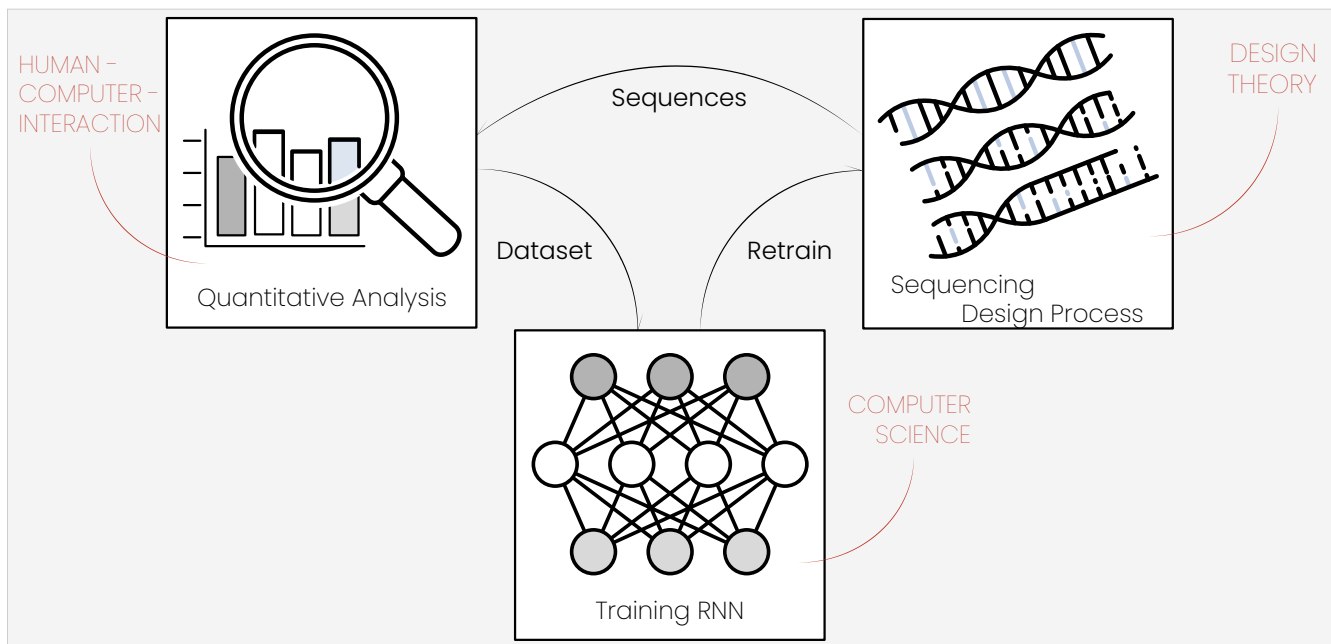 HUMAN -
COMPUTER -
INTERACTION
Quantitative Analysis
Sequences
Dataset
Retrain
DESIGN
THEORY
Sequencing
Design Process
COMPUTER
SCIENCE
Training RNN